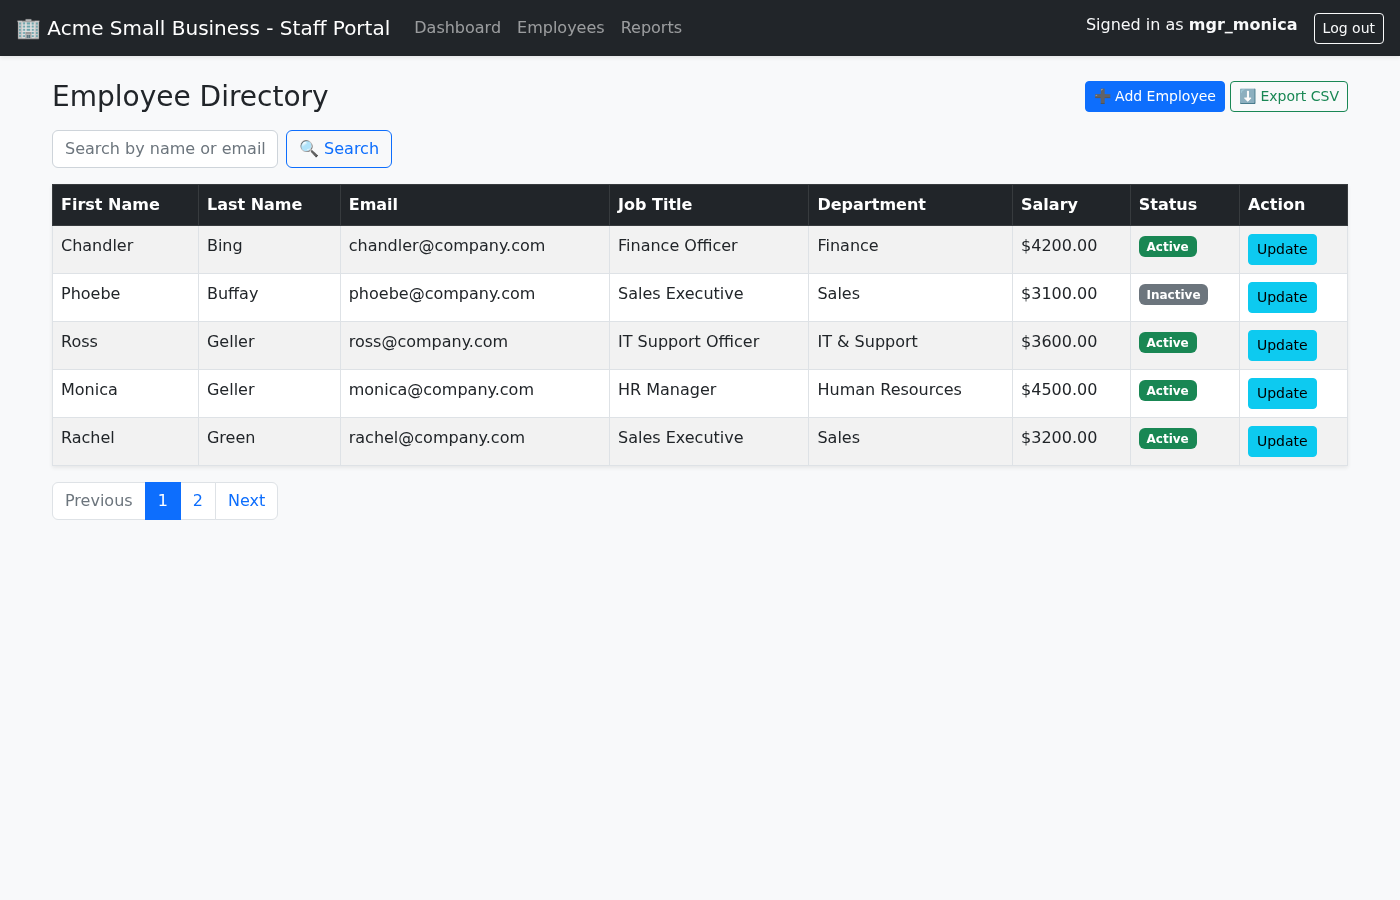 🏢 Acme Small Business - Staff Portal Dashboard Employees Reports Signed in as mgr_monica Log out
Employee Directory ➕ Add Employee ⬇️ Export CSV
Search by name or email 🔍 Search
First Name Last Name Email Job Title Department Salary Status Action
Chandler Bing chandler@company.com Finance Officer Finance $4200.00 Active Update
Phoebe Buffay phoebe@company.com Sales Executive Sales $3100.00 Inactive Update
Ross Geller ross@company.com IT Support Officer IT & Support $3600.00 Active Update
Monica Geller monica@company.com HR Manager Human Resources $4500.00 Active Update
Rachel Green rachel@company.com Sales Executive Sales $3200.00 Active Update
Previous 1 2 Next